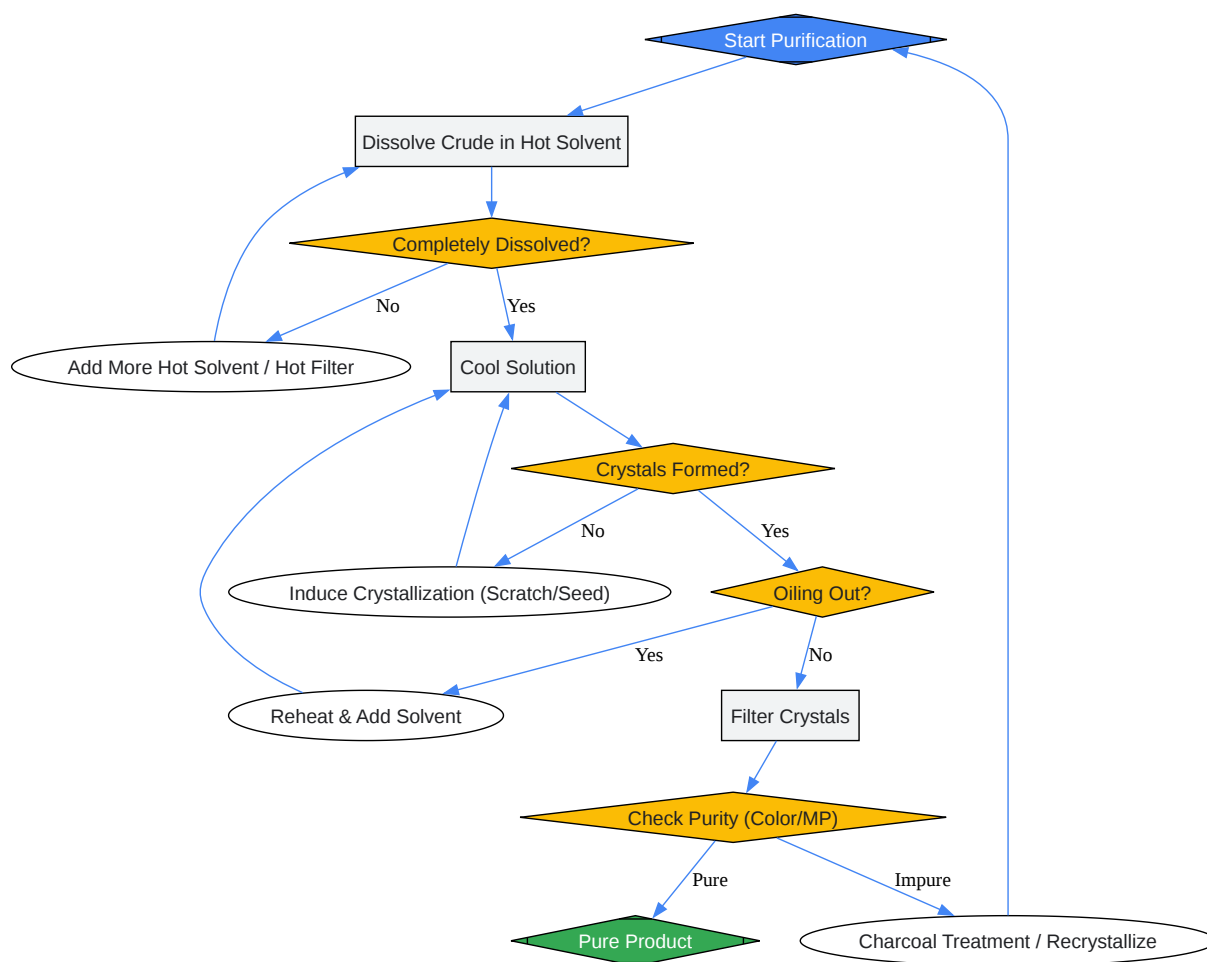 Start Purification
Dissolve Crude in Hot Solvent
Completely Dissolved?
No
Yes
Add More Hot Solvent / Hot Filter
Cool Solution
Crystals Formed?
No
Yes
Induce Crystallization (Scratch/Seed)
Oiling Out?
Yes
No
Reheat & Add Solvent
Filter Crystals
Check Purity (Color/MP)
Pure
Impure
Pure Product
Charcoal Treatment / Recrystallize